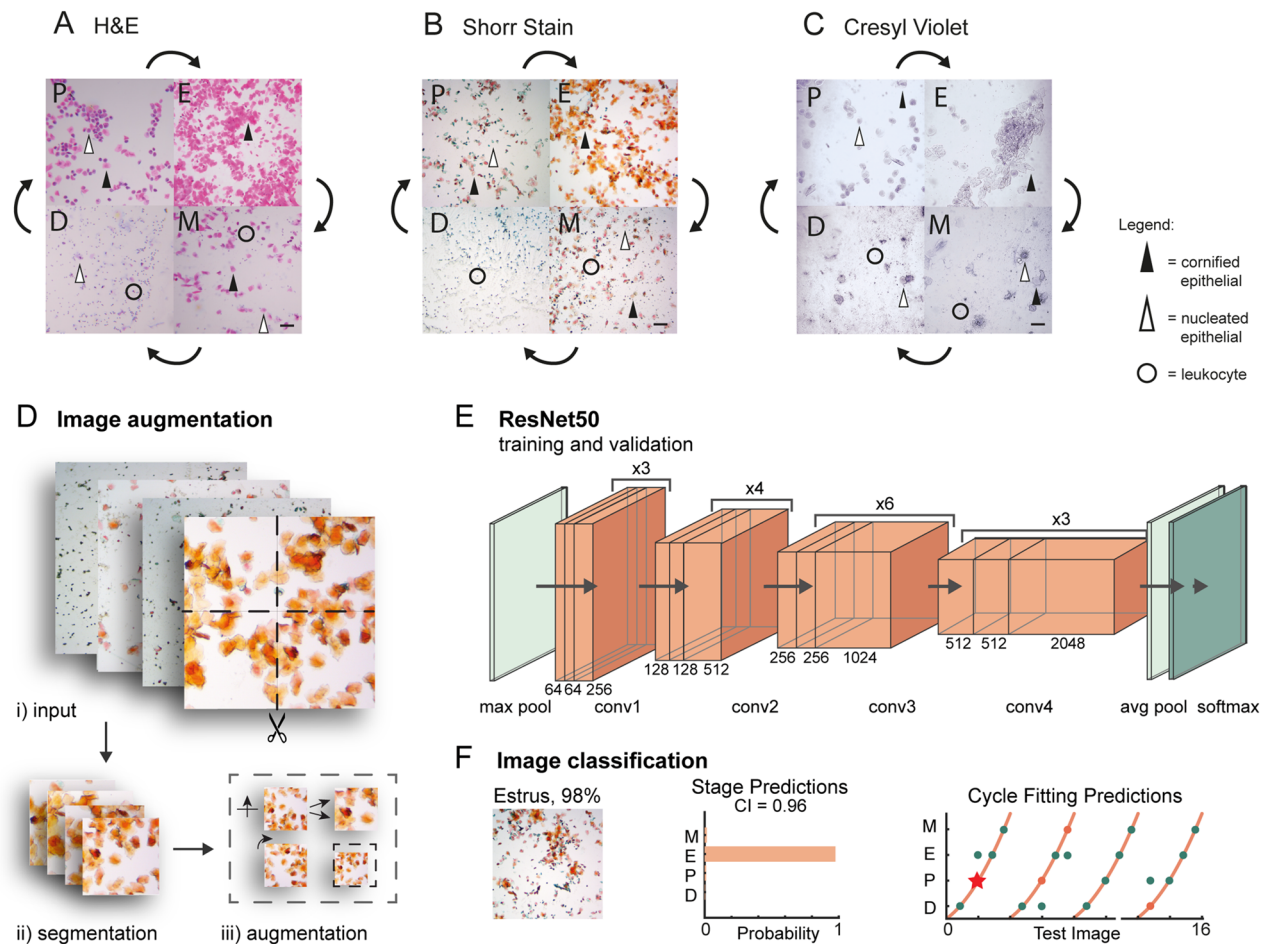 A H&E
P E
D M
B Shorr Stain
P E
D M
C Cresyl Violet
P E
D M
Legend:
= cornified
epithelial
= nucleated
epithelial
= leukocyte
D Image augmentation
i) input
ii) segmentation
iii) augmentation
E ResNet50
training and validation
x3
x4
x6
x3
64 64 256
128 128 512
256 256 1024
512 512 2048
max pool conv1 conv2 conv3 conv4 avg pool softmax
F Image classification
Estrus, 98%
Stage Predictions
CI = 0.96
M
E
P
D
0 Probability 1
Cycle Fitting Predictions
M
E
P
D
0 Test Image 16